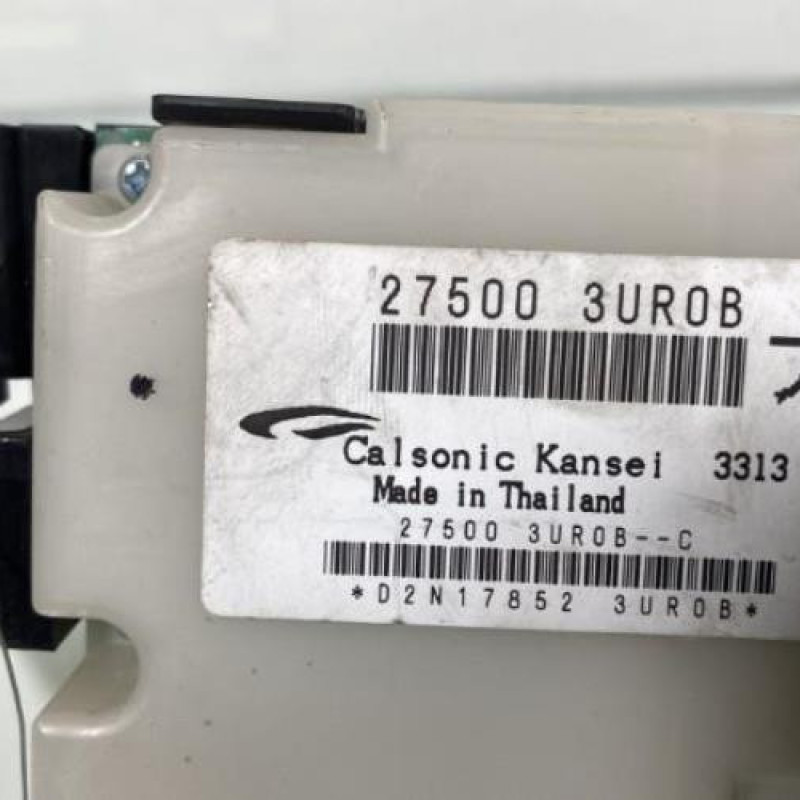 27500 3UR0B
Calsonic Kansei 3313
Made in Thailand
27500 3UR0B--C
*D2N17852 3UR0B*